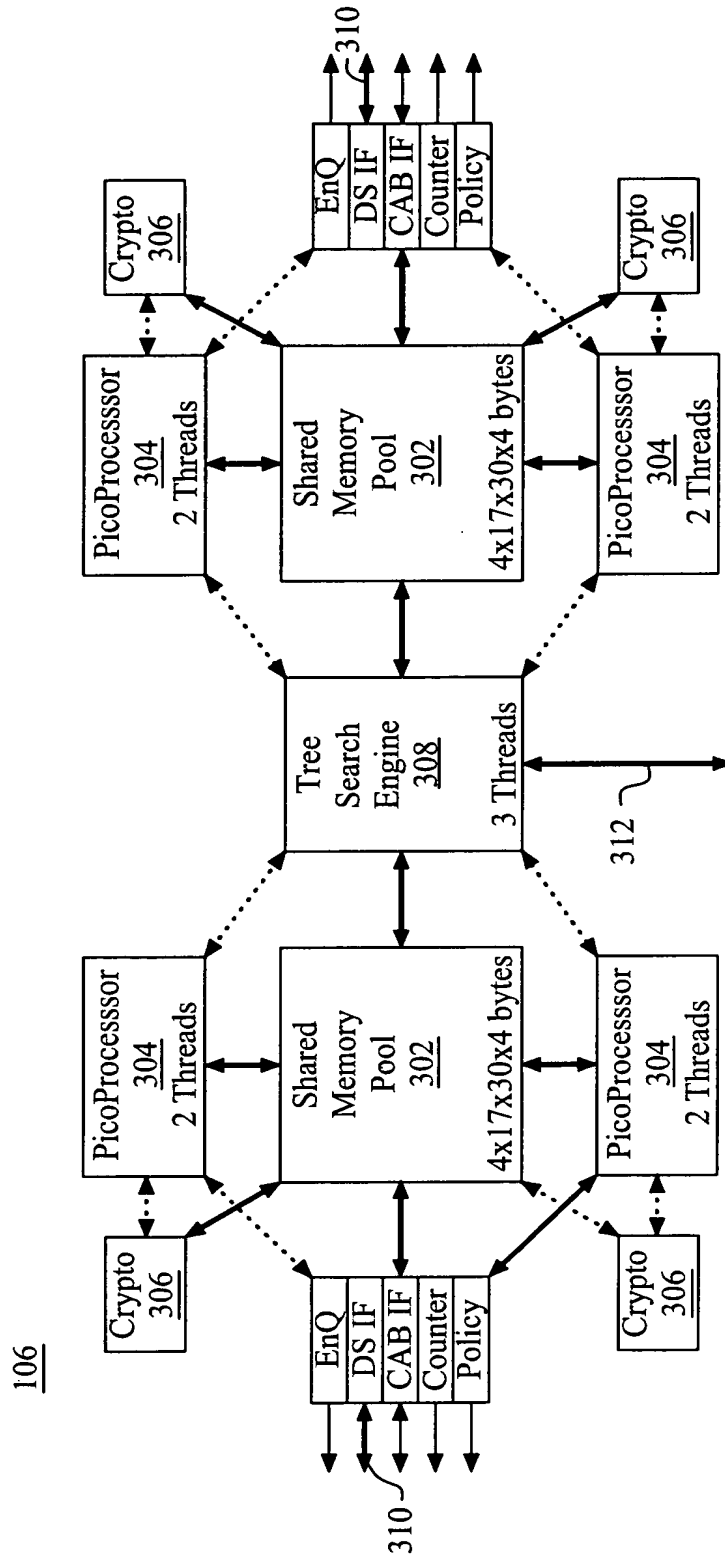 106
Crypto
306
PicoProcesssor
304
2 Threads
PicoProcesssor
304
2 Threads
Crypto
306
310
EnQ
DS IF
CAB IF
Counter
Policy
Shared
Memory
Pool
302
4x17x30x4 bytes
Tree
Search
Engine
308
3 Threads
Shared
Memory
Pool
302
4x17x30x4 bytes
EnQ
DS IF
CAB IF
Counter
Policy
310
Crypto
306
PicoProcesssor
304
2 Threads
312
PicoProcesssor
304
2 Threads
Crypto
306